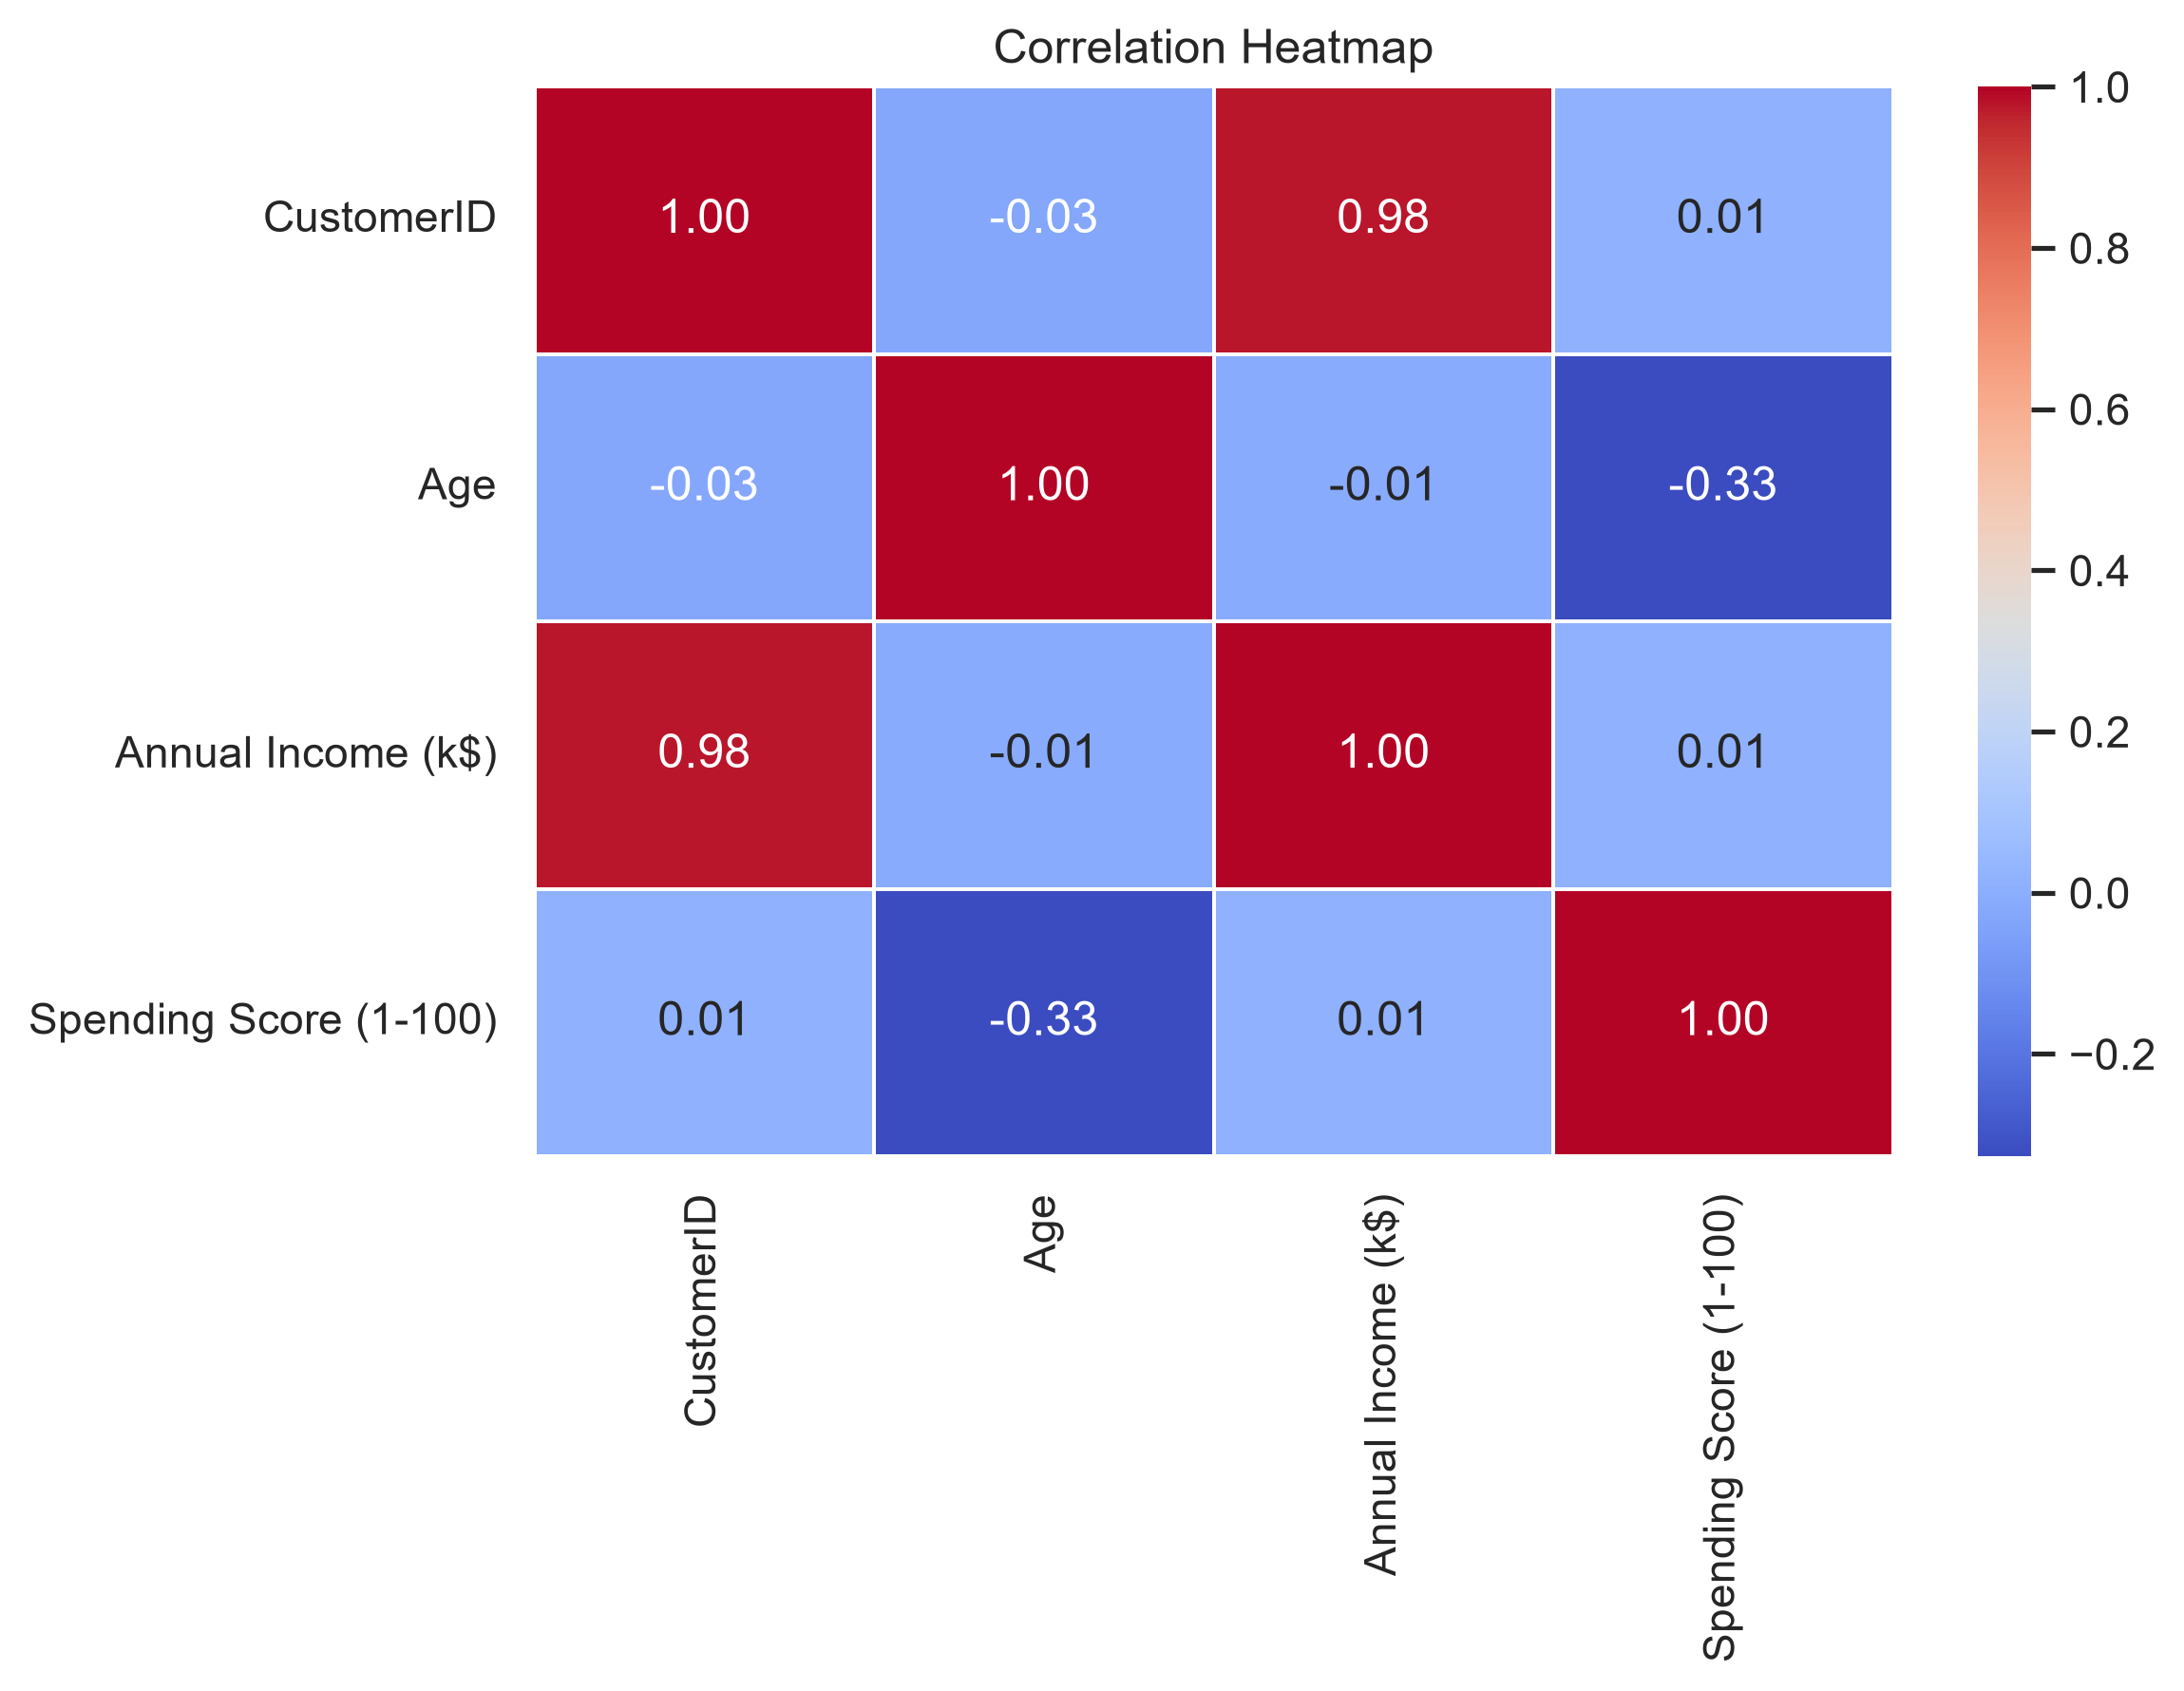 Correlation Heatmap
CustomerID 1.00 -0.03 0.98 0.01
Age -0.03 1.00 -0.01 -0.33
Annual Income (k$) 0.98 -0.01 1.00 0.01
Spending Score (1-100) 0.01 -0.33 0.01 1.00
CustomerID
Age
Annual Income (k$)
Spending Score (1-100)
1.0
0.8
0.6
0.4
0.2
0.0
−0.2